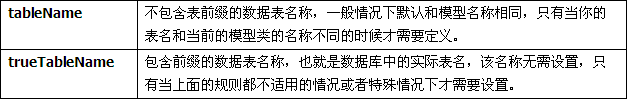 tableName
不包含表前缀的数据表名称，一般情况下默认和模型名称相同，只有当你的
表名和当前的模型类的名称不同的时候才需要定义。
trueTableName
包含前缀的数据表名称，也就是数据库中的实际表名，该名称无需设置，只
有当上面的规则都不适用的情况或者特殊情况下才需要设置。